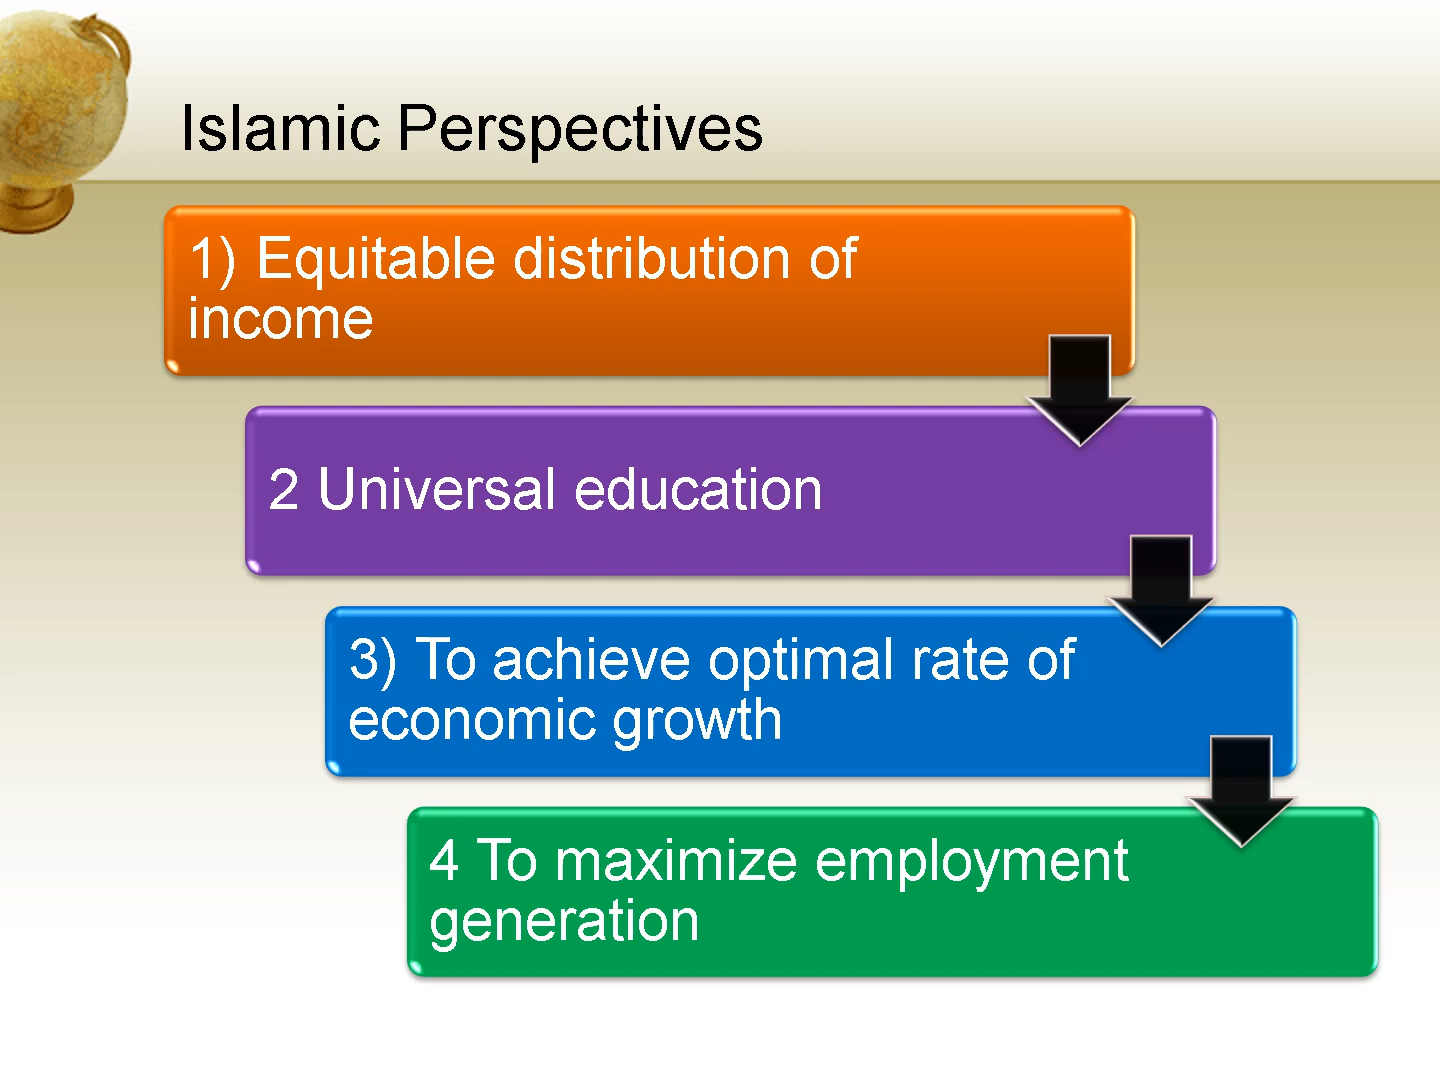 Islamic Perspectives
1) Equitable distribution of
income
2 Universal education
3) To achieve optimal rate of
economic growth
4 To maximize employment
generation